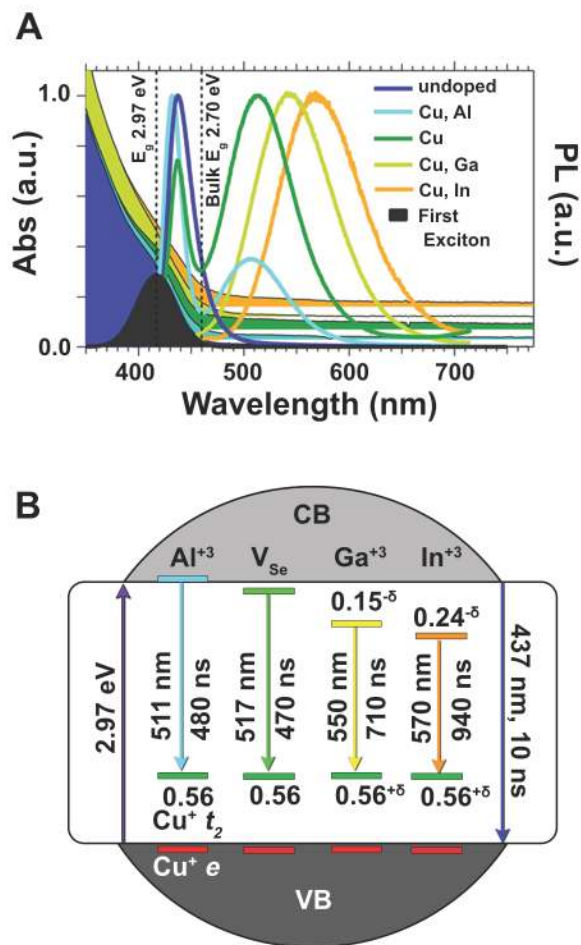 A
Abs (a.u.)
PL (a.u.)
1.0
0.0
E_g 2.97 eV
Bulk E_g 2.70 eV
undoped
Cu, Al
Cu
Cu, Ga
Cu, In
First
Exciton
400 500 600 700
Wavelength (nm)
B
CB
Al⁺³ V_Se Ga⁺³ In⁺³
0.15⁻ᵟ 0.24⁻ᵟ
2.97 eV
511 nm
480 ns
517 nm
470 ns
550 nm
710 ns
570 nm
940 ns
437 nm, 10 ns
0.56 0.56 0.56⁺ᵟ 0.56⁺ᵟ
Cu⁺ t₂
Cu⁺ e
VB